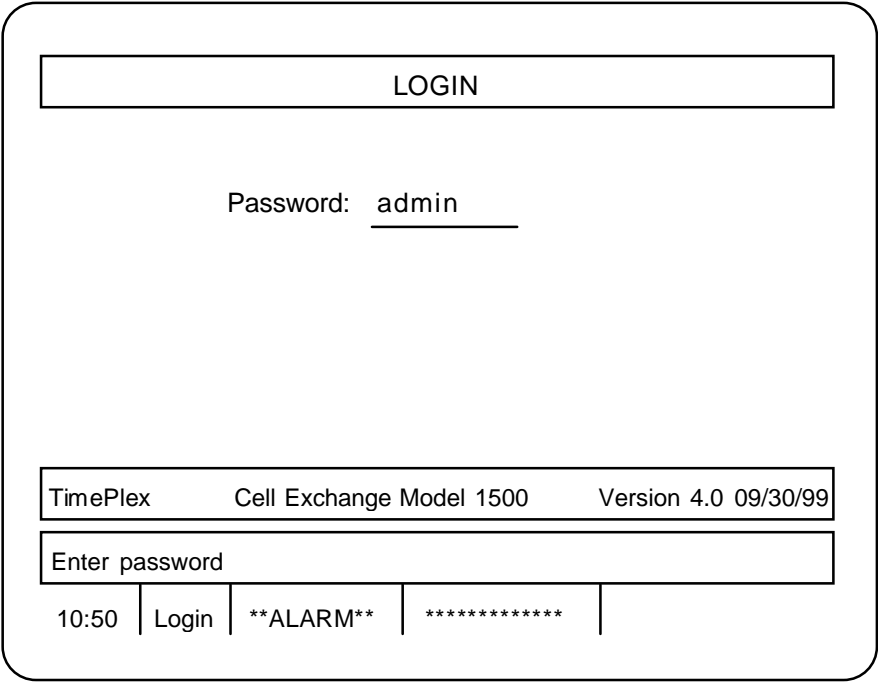 LOGIN
Password: admin
TimePlex Cell Exchange Model 1500 Version 4.0 09/30/99
Enter password
10:50 Login **ALARM** *************